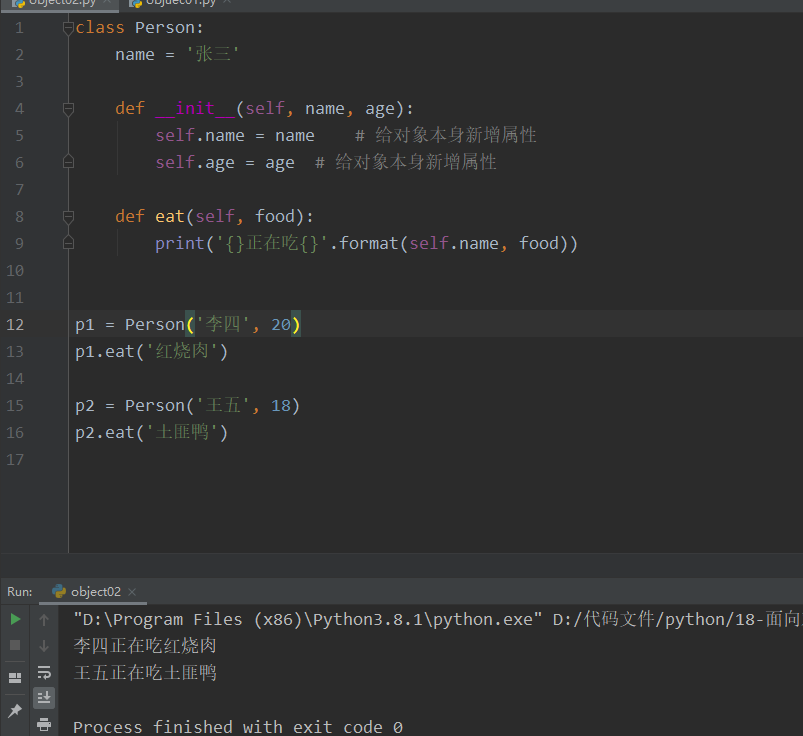 object02.py objuec01.py
1 class Person:
2 name = '张三'
3
4 def __init__(self, name, age):
5 self.name = name # 给对象本身新增属性
6 self.age = age # 给对象本身新增属性
7
8 def eat(self, food):
9 print('{}正在吃{}'.format(self.name, food))
10
11
12 p1 = Person('李四', 20)
13 p1.eat('红烧肉')
14
15 p2 = Person('王五', 18)
16 p2.eat('土匪鸭')
17
Run: object02
"D:\Program Files (x86)\Python3.8.1\python.exe" D:/代码文件/python/18-面向
李四正在吃红烧肉
王五正在吃土匪鸭
Process finished with exit code 0